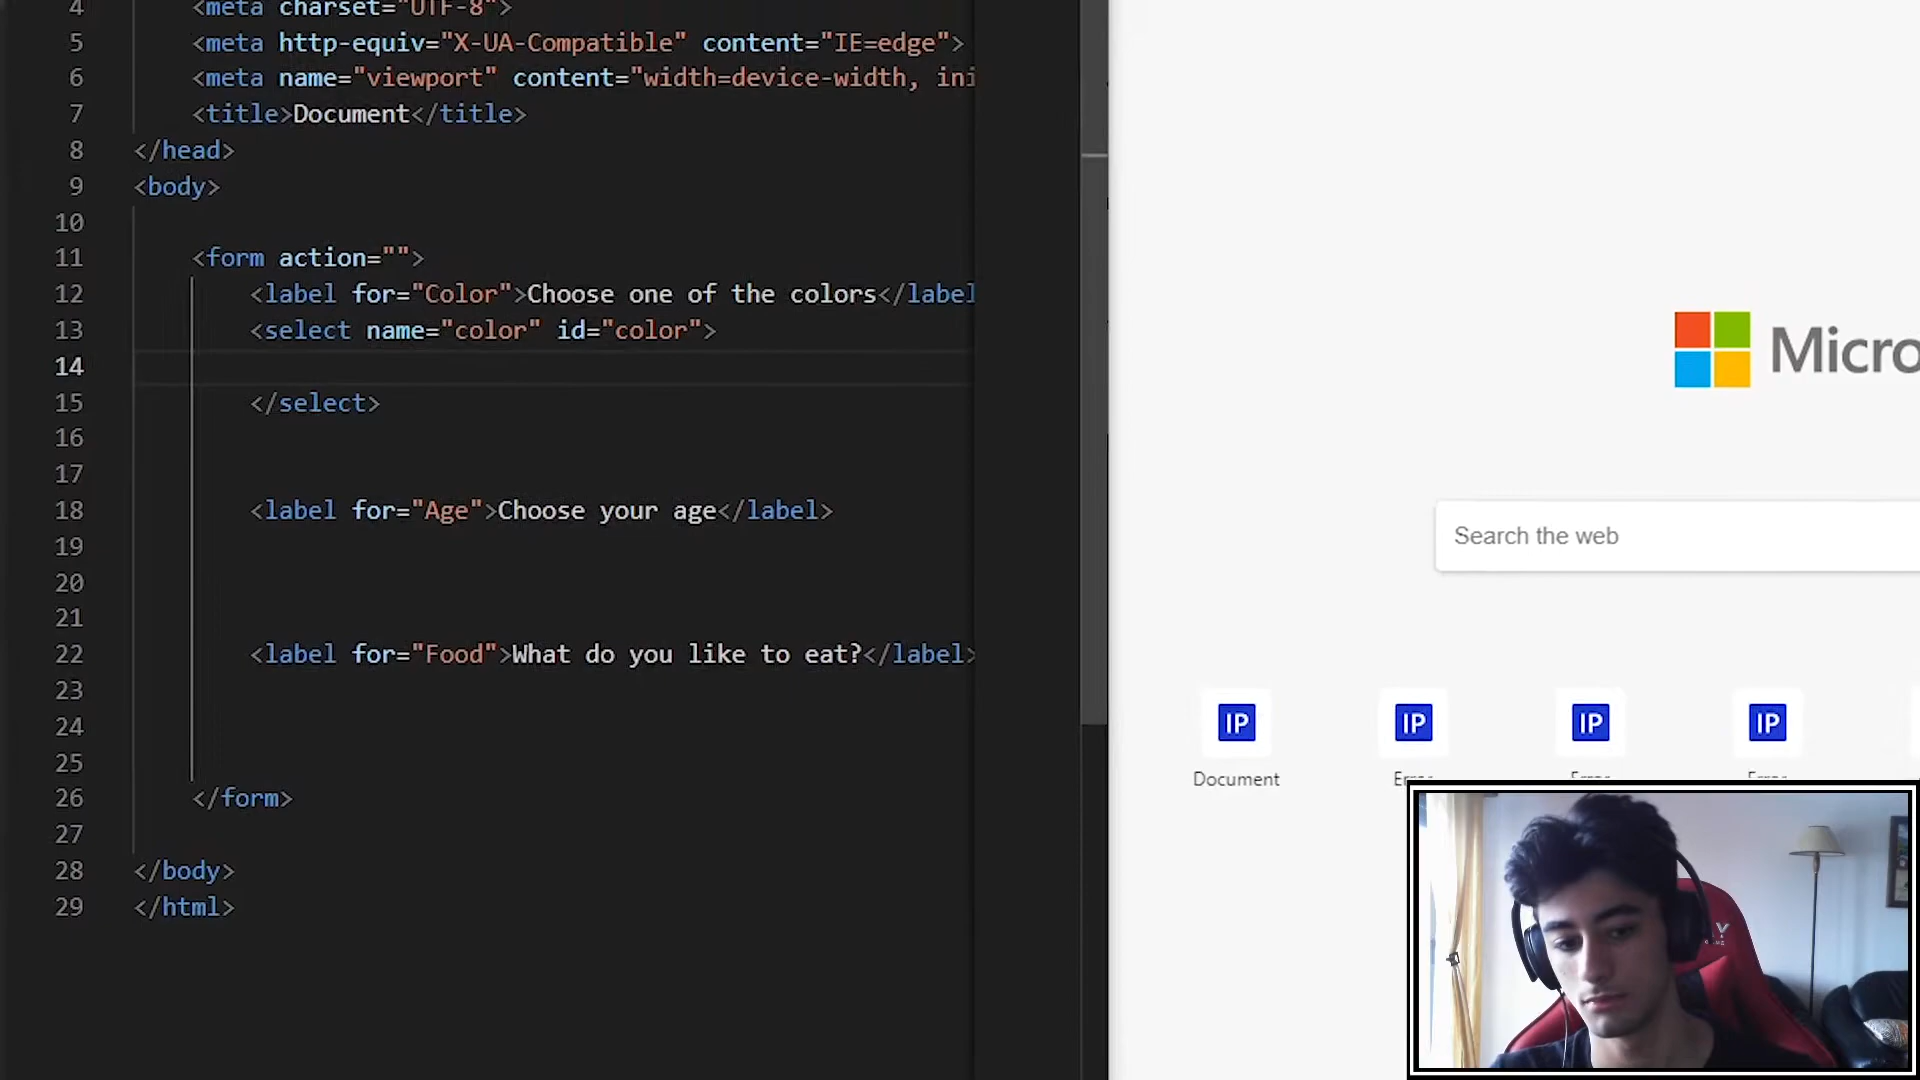 4 <meta charset="UTF-8">
5 <meta http-equiv="X-UA-Compatible" content="IE=edge">
6 <meta name="viewport" content="width=device-width, ini
7 <title>Document</title>
8 </head>
9 <body>
10
11 <form action="">
12 <label for="Color">Choose one of the colors</label
13 <select name="color" id="color">
14
15 </select>
16
17
18 <label for="Age">Choose your age</label>
19
20
21
22 <label for="Food">What do you like to eat?</label>
23
24
25
26 </form>
27
28 </body>
29 </html>
Micro
Search the web
IP IP IP IP
Document